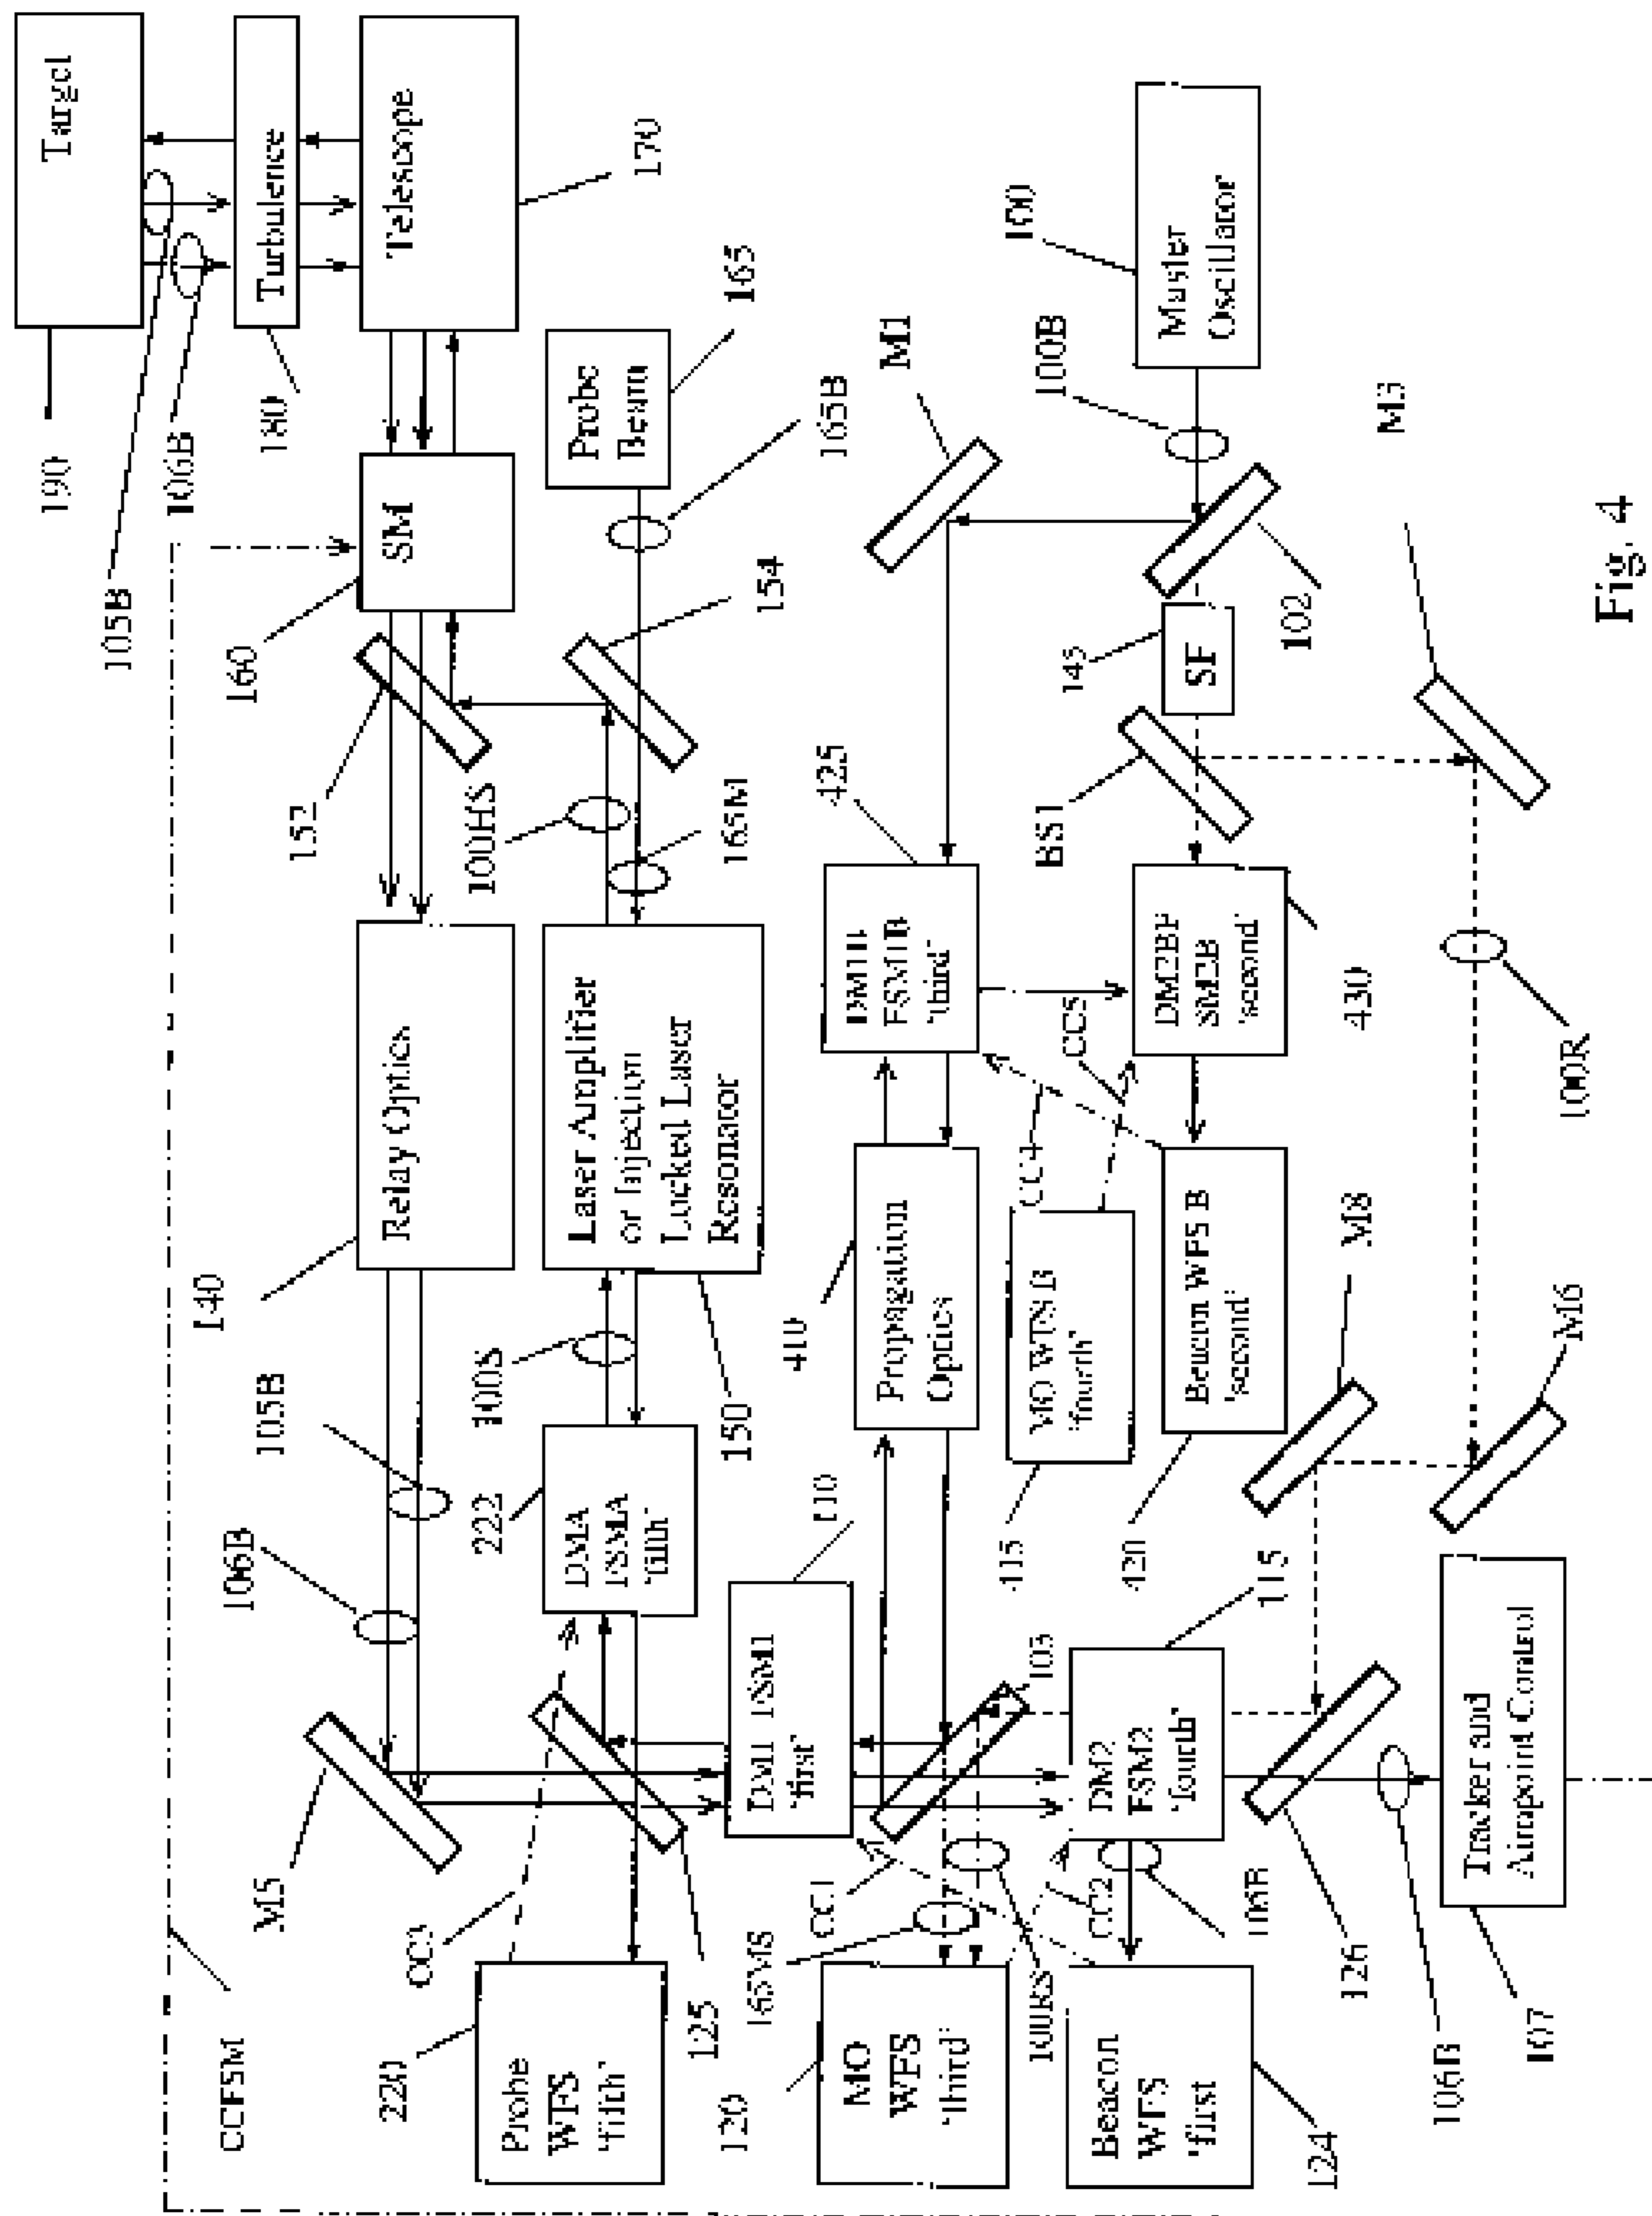 190
Target
105B
106B
180
Turbulence
Telescope
170
CCFSM
160
SM
152
154
Probe
Beam
165
165B
M1
100
Master
Oscillator
100B
M3
102
145
SF
BS1
100HS
165M
425
140
Relay Optics
Laser Amplifier
or Injection
Locked Laser
Resonator
150
100S
DM1B
FSM1B
'third'
DM2BF
SM2B
'second'
430
100R
CC4
CC5
410
Propagation
Optics
MO WFS B
'fourth'
415
Beacon WFS B
'second'
420
M8
M6
106B
105B
222
DMA
FSMA
'fifth'
110
DM1 FSM1
'first'
103
115
DM2
FSM2
'fourth'
M5
CC3
220
Probe
WFS
'fifth'
125
165MS
CC1
CC2
100RS
106B
120
MO
WFS
'third'
Beacon
WFS
'first
124
126
106B
107
Tracker and
Aimpoint Control
Fig. 4